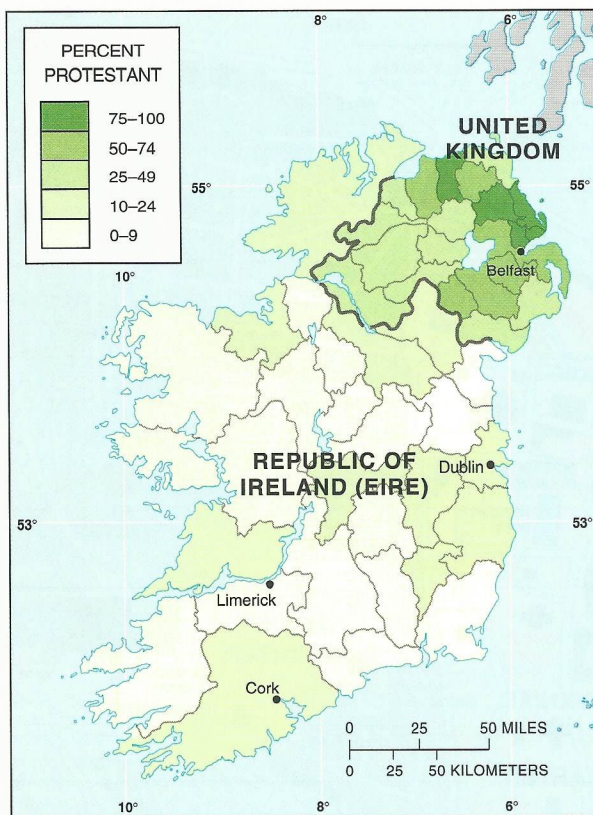 8°
6°
PERCENT
PROTESTANT
75–100
50–74
25–49
10–24
0–9
UNITED
KINGDOM
55°
55°
Belfast
10°
REPUBLIC OF
IRELAND (EIRE)
Dublin
53°
53°
Limerick
Cork
0 25 50 MILES
0 25 50 KILOMETERS
10°
8°
6°